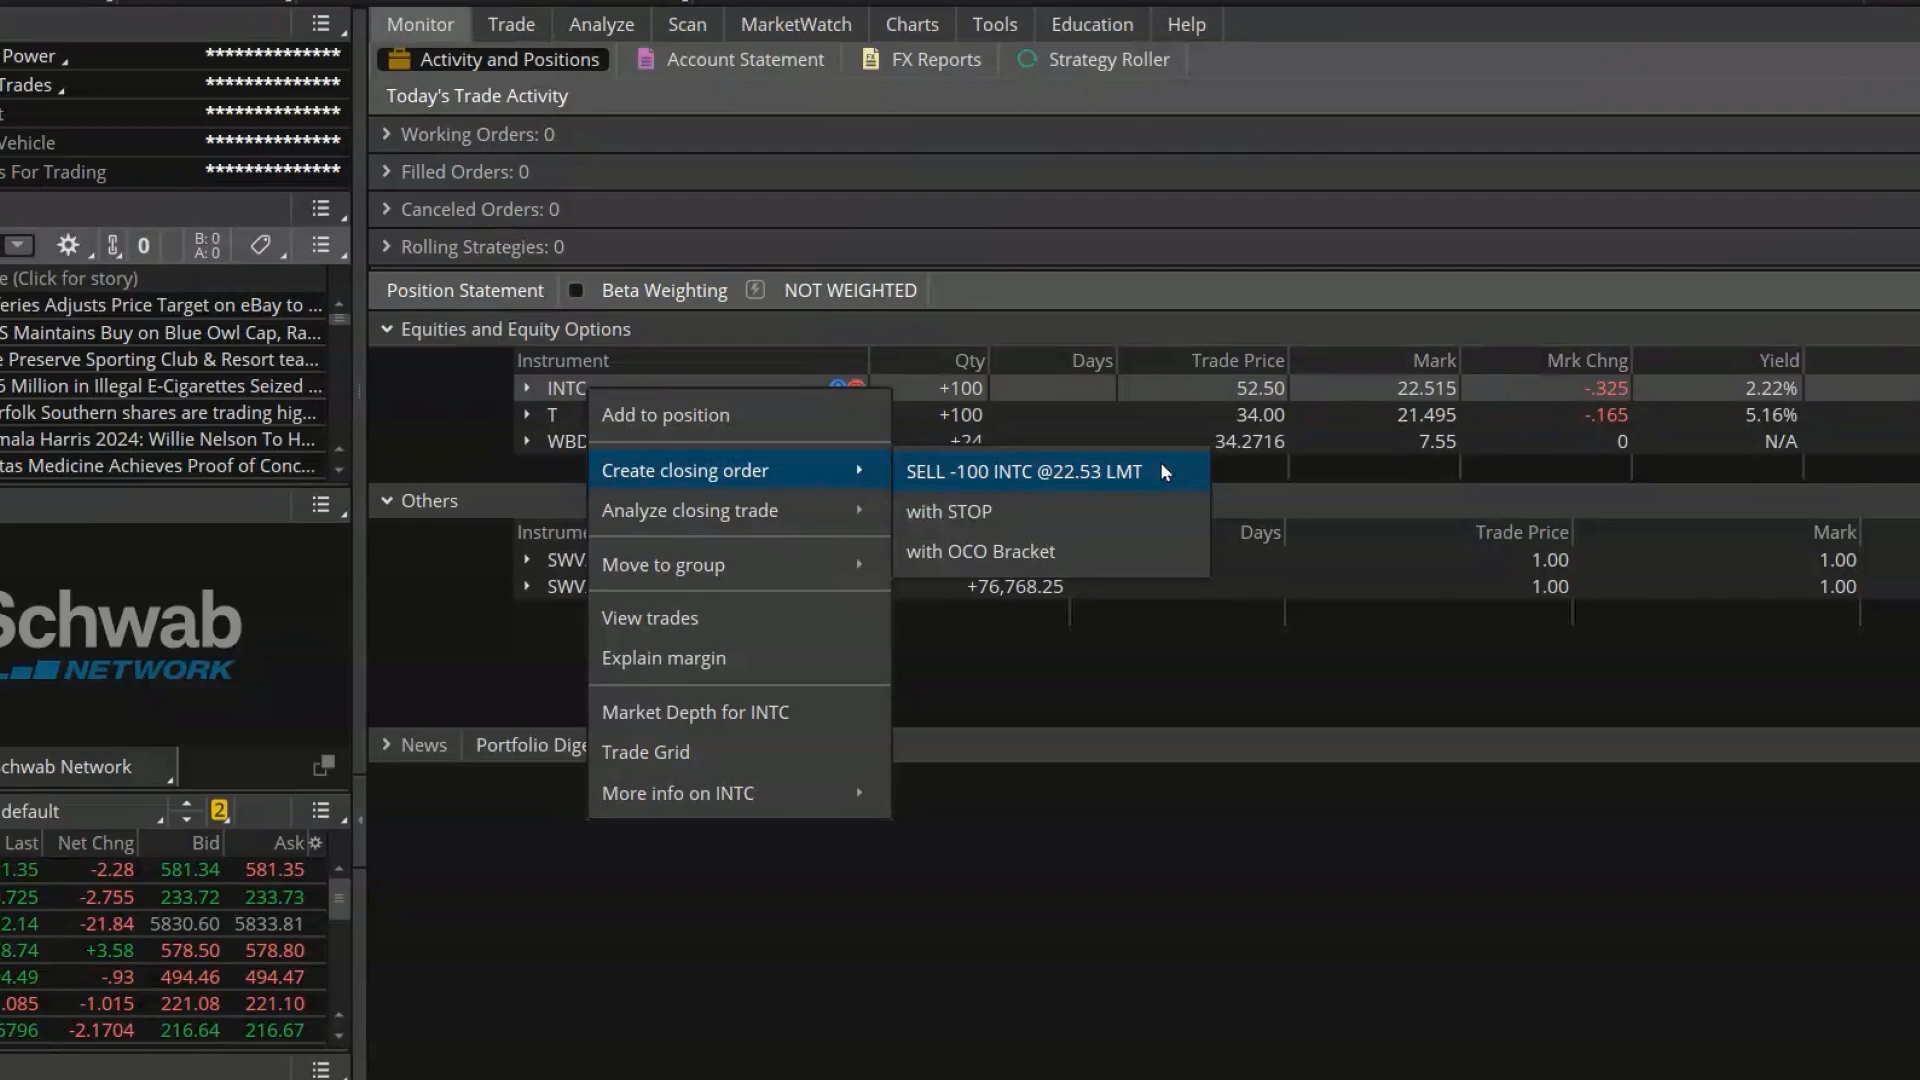 Power
**************
Trades
**************
t
**************
Vehicle
**************
s For Trading
**************
0
B: 0
A: 0
e (Click for story)
eries Adjusts Price Target on eBay to ...
S Maintains Buy on Blue Owl Cap, Ra...
e Preserve Sporting Club & Resort tea...
5 Million in Illegal E-Cigarettes Seized ...
rfolk Southern shares are trading hig...
mala Harris 2024: Willie Nelson To H...
tas Medicine Achieves Proof of Conc...
Schwab
NETWORK
chwab Network
default
2
Last Net Chng Bid Ask
1.35 -2.28 581.34 581.35
.725 -2.755 233.72 233.73
2.14 -21.84 5830.60 5833.81
8.74 +3.58 578.50 578.80
4.49 -.93 494.46 494.47
.085 -1.015 221.08 221.10
5796 -2.1704 216.64 216.67
Monitor Trade Analyze Scan MarketWatch Charts Tools Education Help
Activity and Positions Account Statement FX Reports Strategy Roller
Today's Trade Activity
Working Orders: 0
Filled Orders: 0
Canceled Orders: 0
Rolling Strategies: 0
Position Statement Beta Weighting NOT WEIGHTED
Equities and Equity Options
Instrument Qty Days Trade Price Mark Mrk Chng Yield
INTC +100 52.50 22.515 -.325 2.22%
T +100 34.00 21.495 -.165 5.16%
WBD +24 34.2716 7.55 0 N/A
Others
Instrume Days Trade Price Mark
SWV 1.00 1.00
SWV +76,768.25 1.00 1.00
News Portfolio Dige
Add to position
Create closing order
Analyze closing trade
Move to group
View trades
Explain margin
Market Depth for INTC
Trade Grid
More info on INTC
SELL -100 INTC @22.53 LMT
with STOP
with OCO Bracket